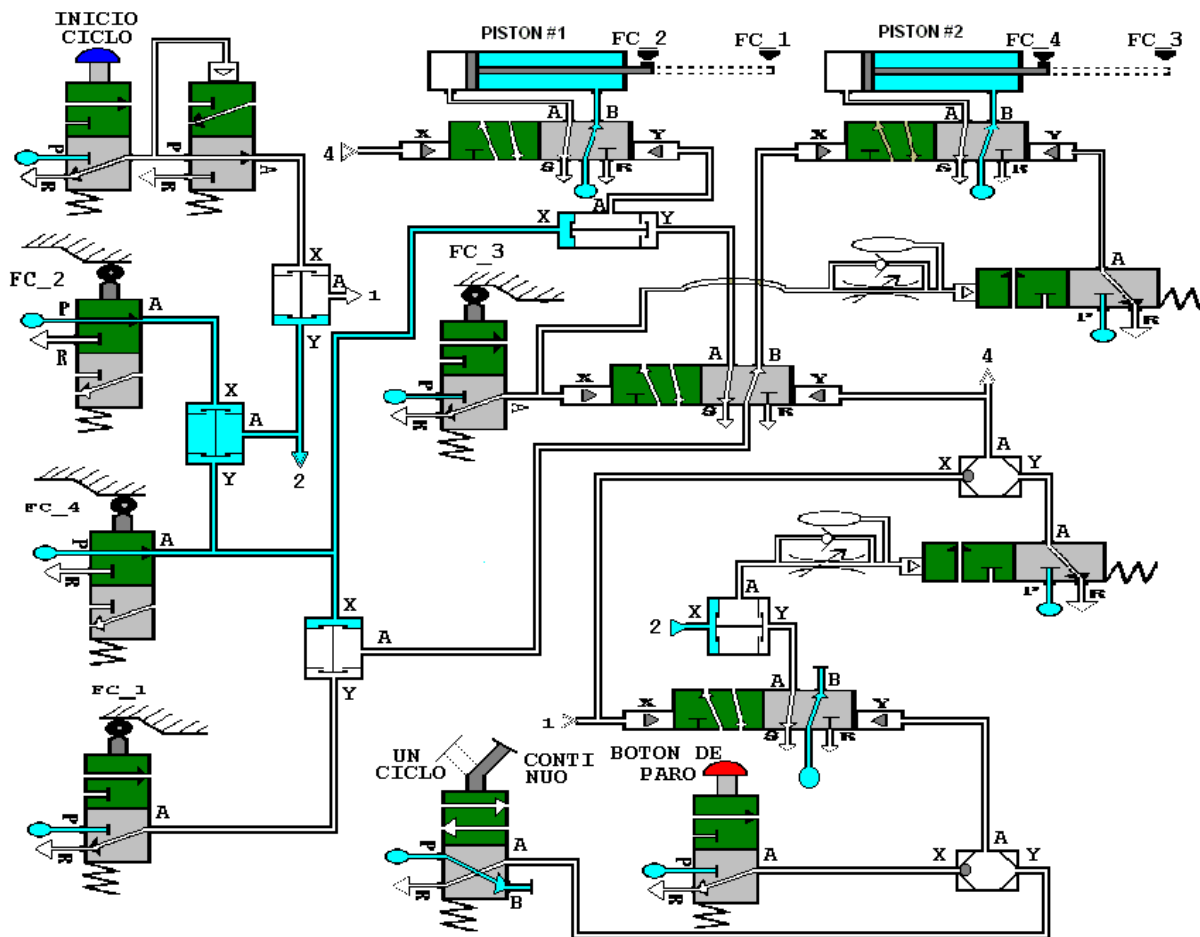 INICIO
CICLO
PISTON #1
FC_2
FC_1
PISTON #2
FC_4
FC_3
P
R
P
R
A
4
X
A
B
Y
S
R
X
A
B
Y
S
R
FC_2
P
A
R
X
A
1
Y
X
A
Y
FC_3
P
R
A
A
P
R
X
A
B
Y
S
R
4
X
A
Y
2
X
A
Y
FC_4
P
A
R
X
A
Y
A
P
R
2
X
A
Y
1
X
A
B
Y
S
R
FC_1
P
A
R
UN
CICLO
CONTI
NUO
P
A
R
B
BOTON DE
PARO
P
A
R
X
A
Y